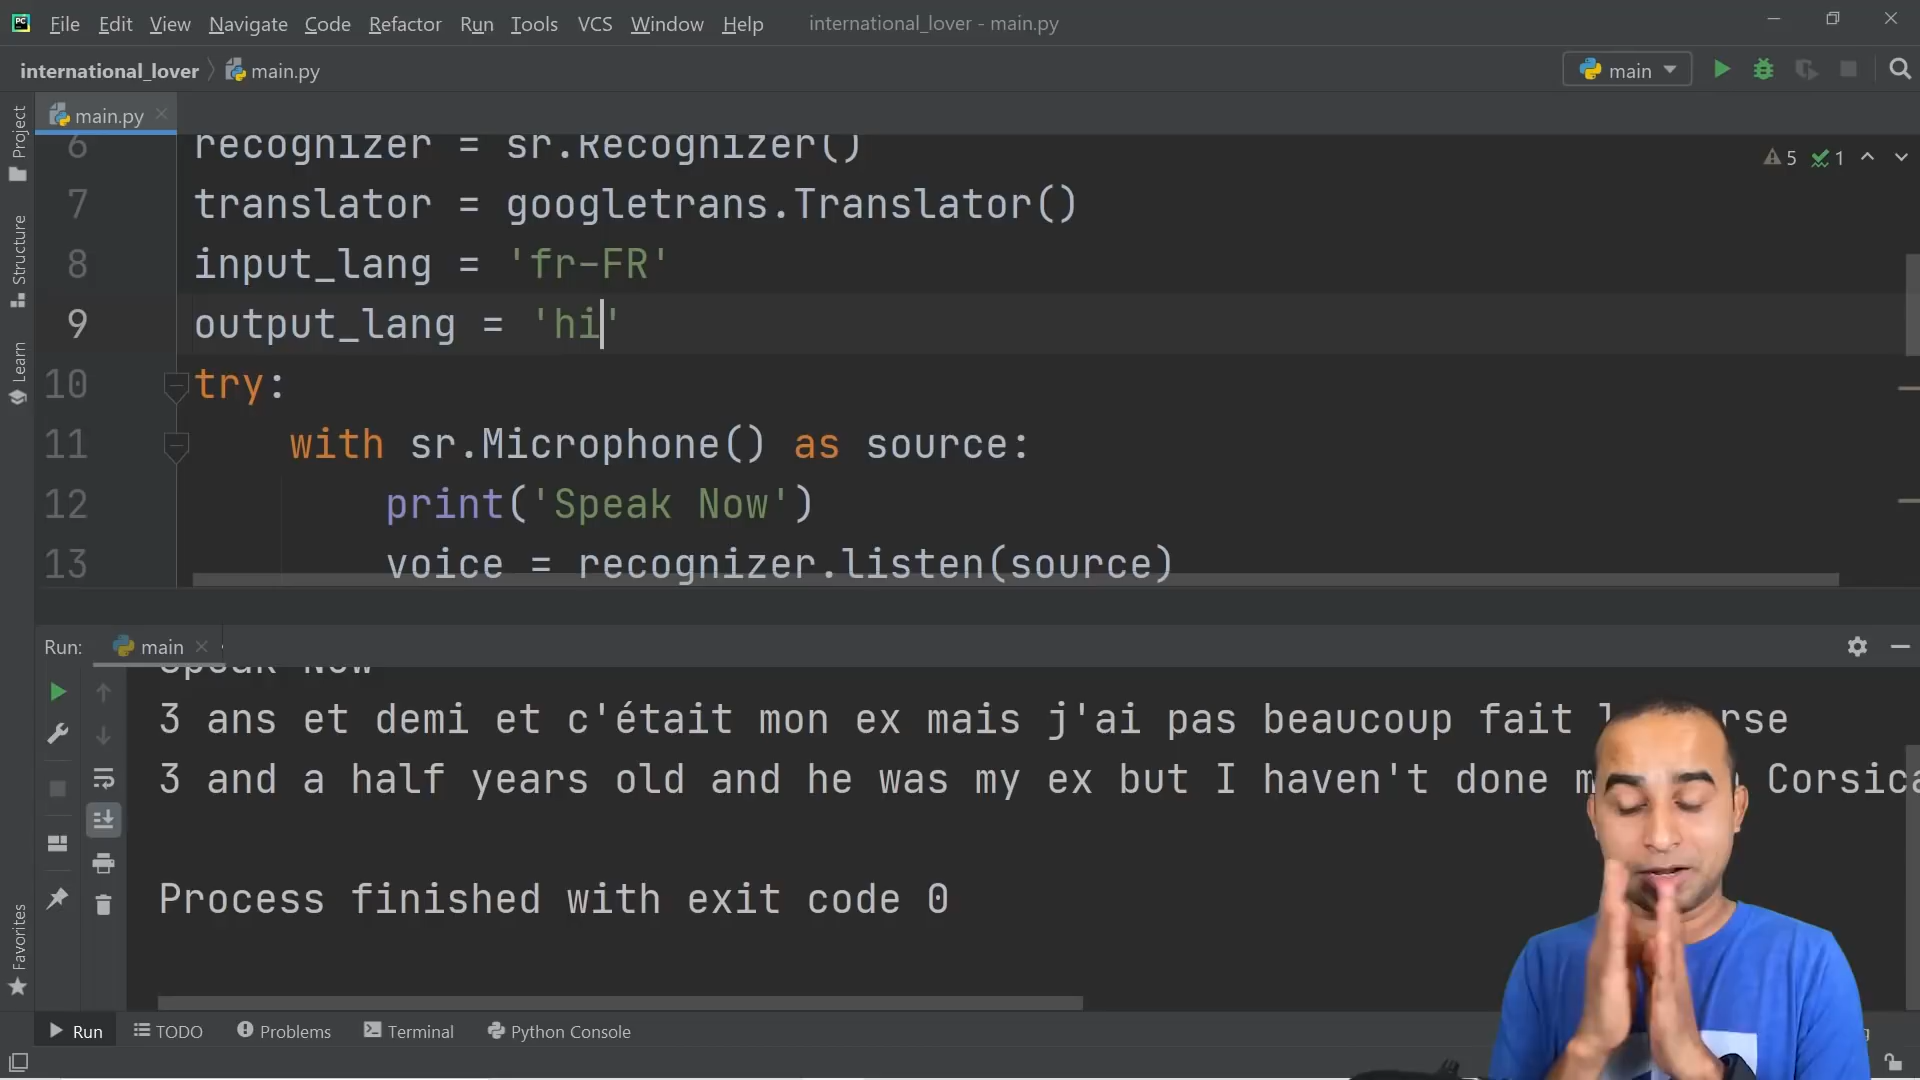 File Edit View Navigate Code Refactor Run Tools VCS Window Help international_lover - main.py
international_lover main.py main
main.py
Project
Structure
Learn
Favorites
6 recognizer = sr.Recognizer()
7 translator = googletrans.Translator()
8 input_lang = 'fr-FR'
9 output_lang = 'hi'
10 try:
11 with sr.Microphone() as source:
12 print('Speak Now')
13 voice = recognizer.listen(source)
5 1
Run: main
Speak Now
3 ans et demi et c'était mon ex mais j'ai pas beaucoup fait
3 and a half years old and he was my ex but I haven't done
Process finished with exit code 0
Run TODO Problems Terminal Python Console